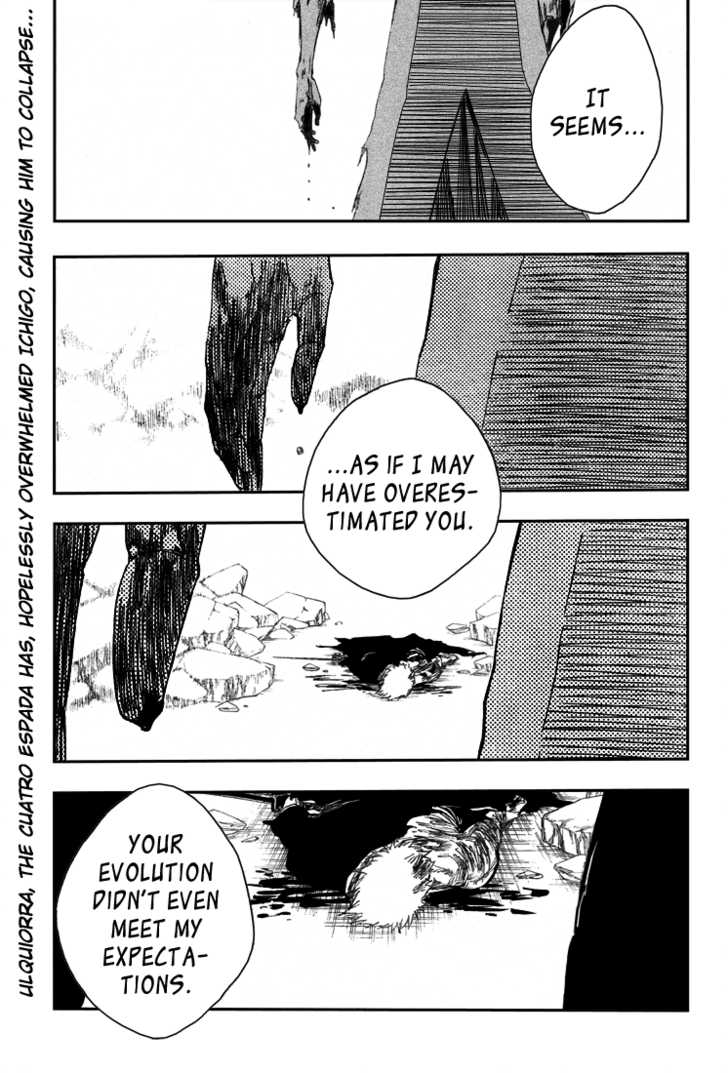 ULQUIORRA, THE CUATRO ESPADA HAS, HOPELESSLY OVERWHELMED ICHIGO, CAUSING HIM TO COLLAPSE...
IT
SEEMS...
...AS IF I MAY
HAVE OVERES-
TIMATED YOU.
YOUR
EVOLUTION
DIDN'T EVEN
MEET MY
EXPECTA-
TIONS.